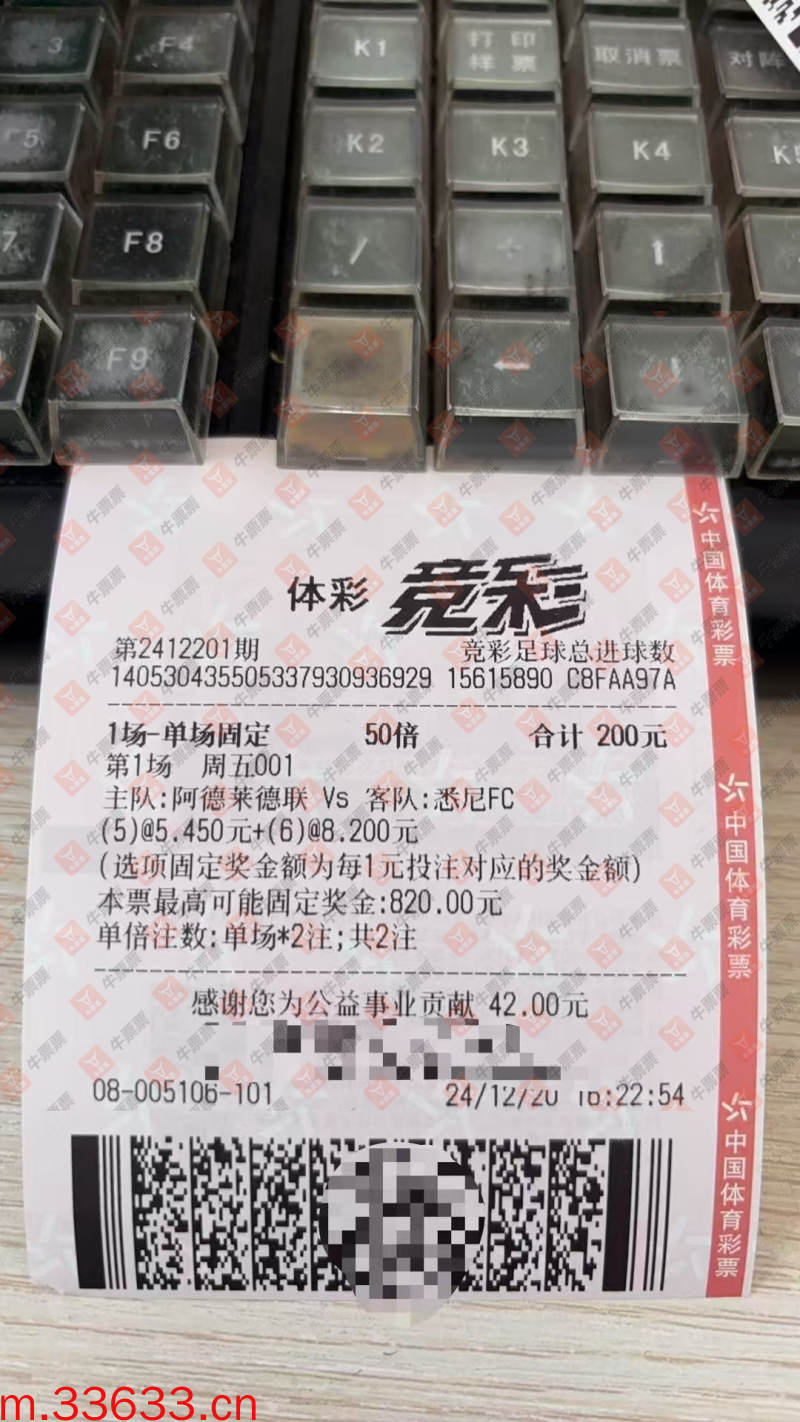 3 F4 K1 打印样票 取消票 对阵
F5 F6 K2 K3 K4 K5
7 F8 / ÷ ↑
F9 ←
体彩 竞彩
第2412201期 竞彩足球总进球数
140530435505337930936929 15615890 C8FAA97A
1场-单场固定 50倍 合计 200元
第1场 周五001
主队:阿德莱德联 Vs 客队:悉尼FC
(5)@5.450元+(6)@8.200元
(选项固定奖金额为每1元投注对应的奖金额)
本票最高可能固定奖金:820.00元
单倍注数:单场*2注;共2注
感谢您为公益事业贡献 42.00元
08-005106-101 24/12/20 16:22:54
中国体育彩票
中国体育彩票
中国体育彩票
牛票票
m.33633.cn